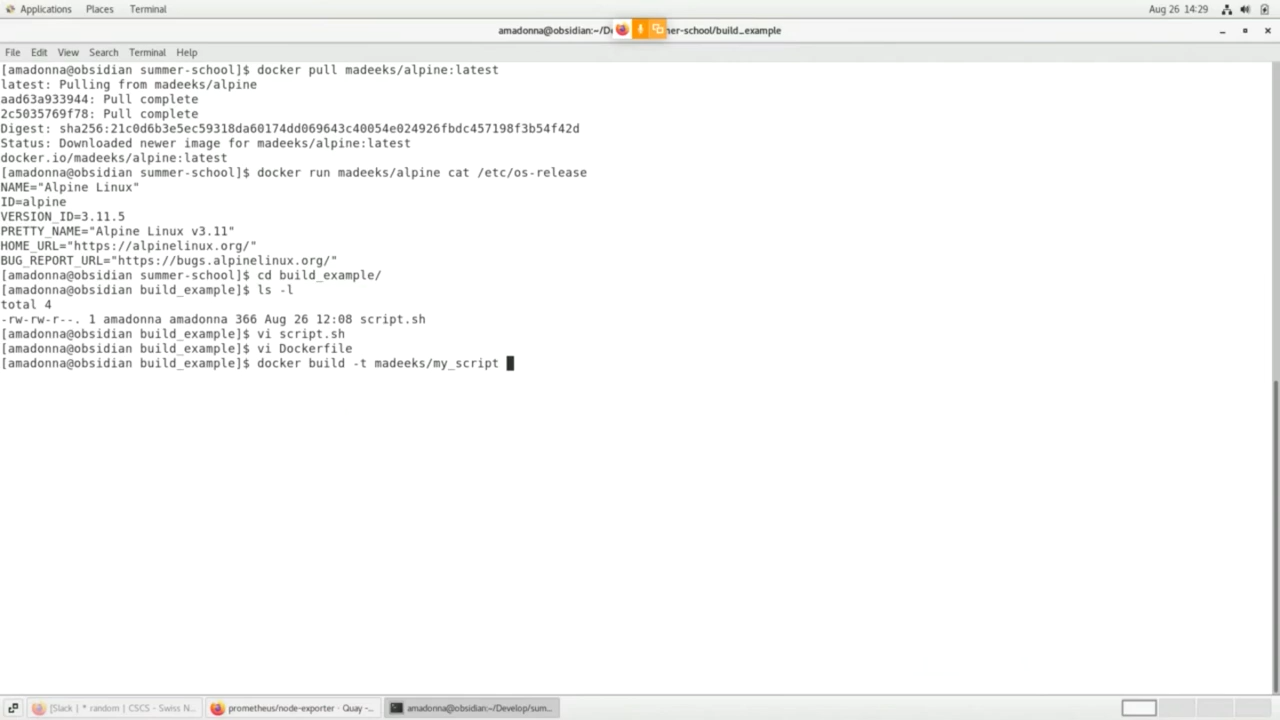 Applications Places Terminal Aug 26 14:29
amadonna@obsidian:~/De ner-school/build_example
File Edit View Search Terminal Help
[amadonna@obsidian summer-school]$ docker pull madeeks/alpine:latest
latest: Pulling from madeeks/alpine
aad63a933944: Pull complete
2c5035769f78: Pull complete
Digest: sha256:21c0d6b3e5ec59318da60174dd069643c40054e024926fbdc457198f3b54f42d
Status: Downloaded newer image for madeeks/alpine:latest
docker.io/madeeks/alpine:latest
[amadonna@obsidian summer-school]$ docker run madeeks/alpine cat /etc/os-release
NAME="Alpine Linux"
ID=alpine
VERSION_ID=3.11.5
PRETTY_NAME="Alpine Linux v3.11"
HOME_URL="https://alpinelinux.org/"
BUG_REPORT_URL="https://bugs.alpinelinux.org/"
[amadonna@obsidian summer-school]$ cd build_example/
[amadonna@obsidian build_example]$ ls -l
total 4
-rw-rw-r--. 1 amadonna amadonna 366 Aug 26 12:08 script.sh
[amadonna@obsidian build_example]$ vi script.sh
[amadonna@obsidian build_example]$ vi Dockerfile
[amadonna@obsidian build_example]$ docker build -t madeeks/my_script
[Slack | * random | CSCS - Swiss N... prometheus/node-exporter · Quay -... amadonna@obsidian:~/Develop/sum...